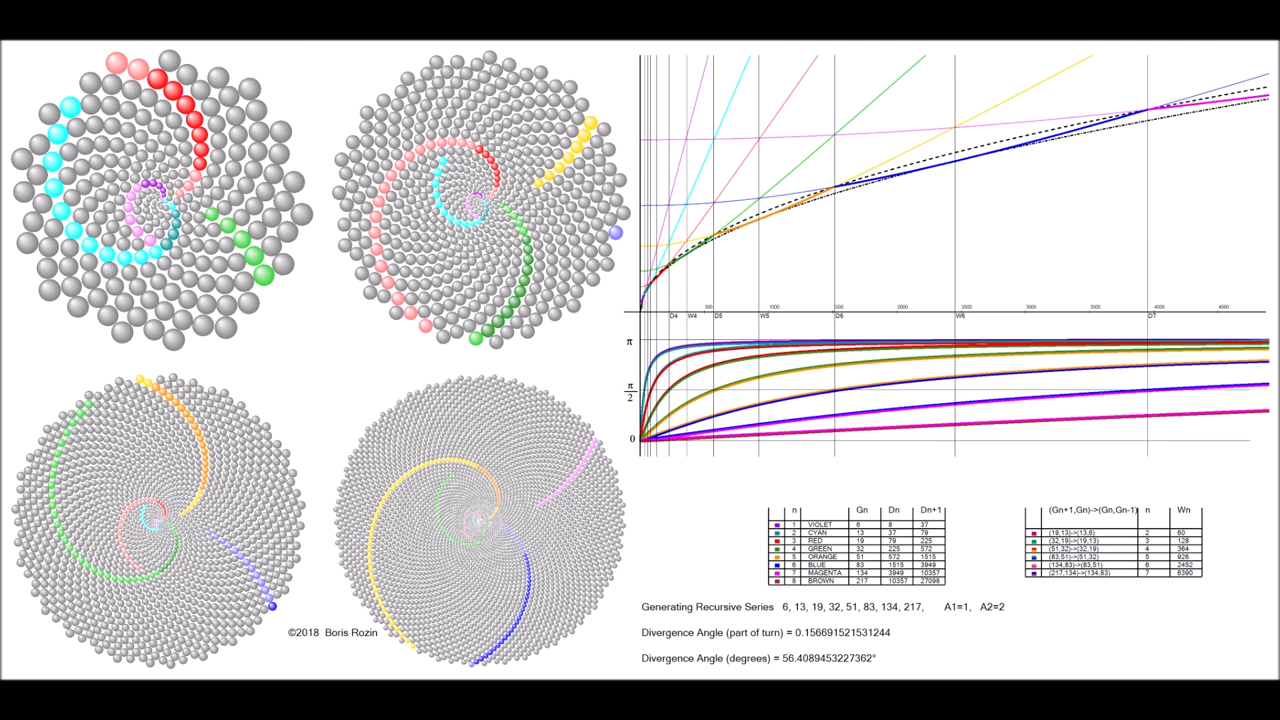 500 1000 1500 2000 2500 3000 3500 4000 4500
D4 W4 D5 W5 D6 W6 D7
π
π
2
0
n Gn Dn Dn+1
1 VIOLET 6 8 37
2 CYAN 13 37 79
3 RED 19 79 225
4 GREEN 32 225 572
5 ORANGE 51 572 1515
6 BLUE 83 1515 3949
7 MAGENTA 134 3949 10357
8 BROWN 217 10357 27098
(Gn+1,Gn)->(Gn,Gn-1) n Wn
(19,13)->(13,6) 2 60
(32,19)->(19,13) 3 128
(51,32)->(32,19) 4 364
(83,51)->(51,32) 5 926
(134,83)->(83,51) 6 2452
(217,134)->(134,83) 7 6390
Generating Recursive Series 6, 13, 19, 32, 51, 83, 134, 217, A1=1, A2=2
©2018 Boris Rozin
Divergence Angle (part of turn) = 0.156691521531244
Divergence Angle (degrees) = 56.4089453227362°